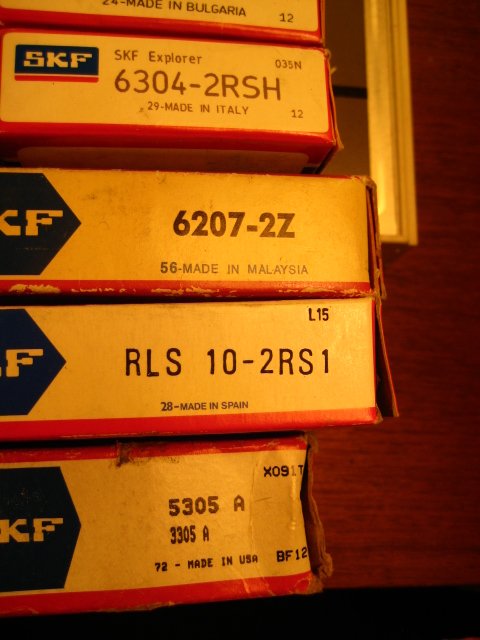 24-MADE IN BULGARIA
12
SKF
SKF Explorer
035N
6304-2RSH
29-MADE IN ITALY
12
KF
6207-2Z
56-MADE IN MALAYSIA
L15
F
RLS 10-2RS1
28-MADE IN SPAIN
X091T
KF
5305 A
3305 A
72 - MADE IN USA
BF12